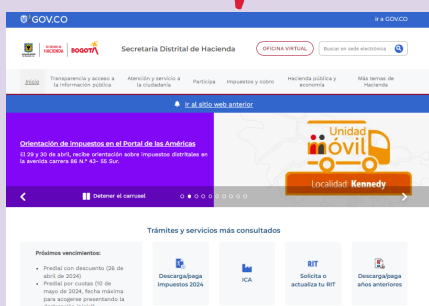 GOV.CO
ir a GOV.CO
HACIENDA
BOGOTÁ
Secretaría Distrital de Hacienda
OFICINA VIRTUAL
Buscar en sede electrónica
Inicio
Transparencia y acceso a
la información pública
Atención y servicio a
la ciudadanía
Participa
Impuestos y cobro
Hacienda pública y
economía
Más temas de
Hacienda
Ir al sitio web anterior
Orientación de impuestos en el Portal de las Américas
El 29 y 30 de abril, recibe orientación sobre impuestos distritales en
la avenida carrera 86 N.° 43- 55 Sur.
Unidad
móvil
Localidad: Kennedy
Detener el carrusel
Trámites y servicios más consultados
Próximos vencimientos:
Predial con descuento (26 de
abril de 2024)
Predial por cuotas (10 de
mayo de 2024, fecha máxima
para acogerse presentando la
Descarga/paga
impuestos 2024
ICA
RIT
Solicita o
actualiza tu RIT
Descarga/paga
años anteriores